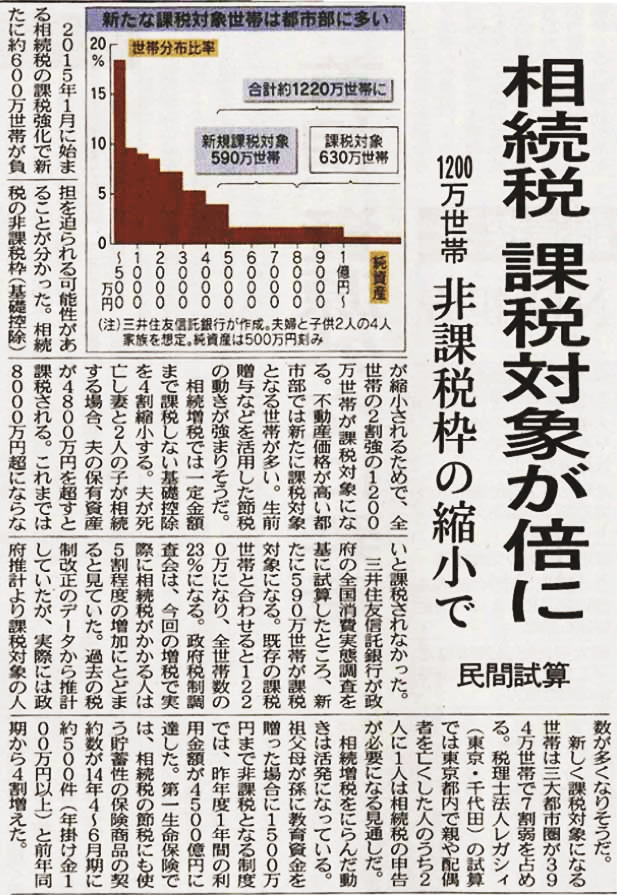 相続税 課税対象が倍に
1200万世帯 非課税枠の縮小で
民間試算
新たな課税対象世帯は都市部に多い
20
%
15
10
5
0
世帯分布比率
合計約1220万世帯に
新規課税対象
590万世帯
課税対象
630万世帯
純資産
〜500万円
1000
2000
3000
4000
5000
6000
7000
8000
9000
1億円〜
(注)三井住友信託銀行が作成。夫婦と子供2人の4人
家族を想定。純資産は500万円刻み
2015年1月に始ま
る相続税の課税強化で新
たに約600万世帯が負
担を迫られる可能性があ
ることが分かった。相続
税の非課税枠（基礎控除）
が縮小されるためで、全
世帯の2割強の1200
万世帯が課税対象にな
る。不動産価格が高い都
市部では新たに課税対象
となる世帯が多い。生前
贈与などを活用した節税
の動きが強まりそうだ。
相続増税では一定金額
まで課税しない基礎控除
を4割縮小する。夫が死
亡し妻と2人の子が相続
する場合、夫の保有資産
が4800万円を超すと
課税される。これまでは
8000万円超にならな
いと課税されなかった。
三井住友信託銀行が政
府の全国消費実態調査を
基に試算したところ、新
たに590万世帯が課税
対象になる。既存の課税
世帯と合わせると122
0万になり、全世帯数の
23％になる。政府税制調
査会は、今回の増税で実
際に相続税がかかる人は
5割程度の増加にとどま
ると見ていた。過去の税
制改正のデータから推計
していたが、実際には政
府推計より課税対象の人
数が多くなりそうだ。
新しく課税対象になる
世帯は三大都市圏が39
4万世帯で7割弱を占め
る。税理士法人レガシィ
（東京・千代田）の試算
では東京都内で親や配偶
者を亡くした人のうち2
人に1人は相続税の申告
が必要になる見通しだ。
相続増税をにらんだ動
きは活発になっている。
祖父母が孫に教育資金を
贈った場合に1500万
円まで非課税となる制度
では、昨年度1年間の利
用金額が4500億円に
達した。第一生命保険で
は、相続税の節税にも使
う貯蓄性の保険商品の契
約数が14年4〜6月期に
約500件（年掛け金1
00万円以上）と前年同
期から4割増えた。